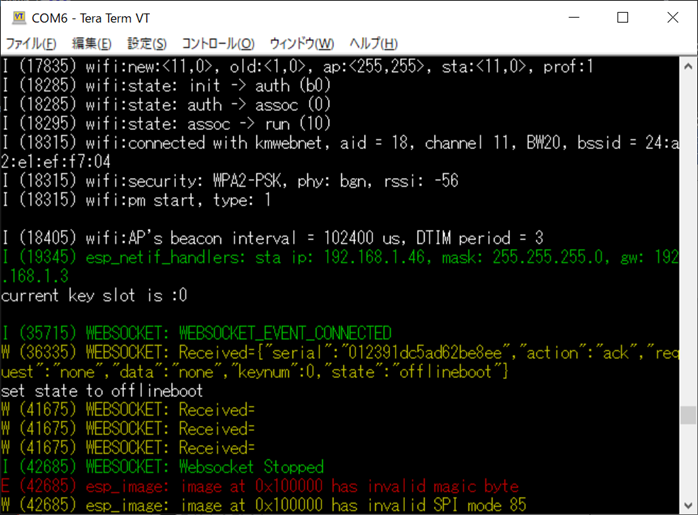 COM6 - Tera Term VT
ファイル(F) 編集(E) 設定(S) コントロール(O) ウィンドウ(W) ヘルプ(H)
I (17835) wifi:new:<11,0>, old:<1,0>, ap:<255,255>, sta:<11,0>, prof:1
I (18285) wifi:state: init -> auth (b0)
I (18285) wifi:state: auth -> assoc (0)
I (18295) wifi:state: assoc -> run (10)
I (18315) wifi:connected with kmwebnet, aid = 18, channel 11, BW20, bssid = 24:a
2:e1:ef:f7:04
I (18315) wifi:security: WPA2-PSK, phy: bgn, rssi: -56
I (18315) wifi:pm start, type: 1
I (18405) wifi:AP's beacon interval = 102400 us, DTIM period = 3
I (19345) esp_netif_handlers: sta ip: 192.168.1.46, mask: 255.255.255.0, gw: 192
.168.1.3
current key slot is :0
I (35715) WEBSOCKET: WEBSOCKET_EVENT_CONNECTED
W (36335) WEBSOCKET: Received={"serial":"012391dc5ad62be8ee","action":"ack","req
uest":"none","data":"none","keynum":0,"state":"offlineboot"}
set state to offlineboot
W (41675) WEBSOCKET: Received=
W (41675) WEBSOCKET: Received=
W (41675) WEBSOCKET: Received=
I (42685) WEBSOCKET: Websocket Stopped
E (42685) esp_image: image at 0x100000 has invalid magic byte
W (42685) esp_image: image at 0x100000 has invalid SPI mode 85